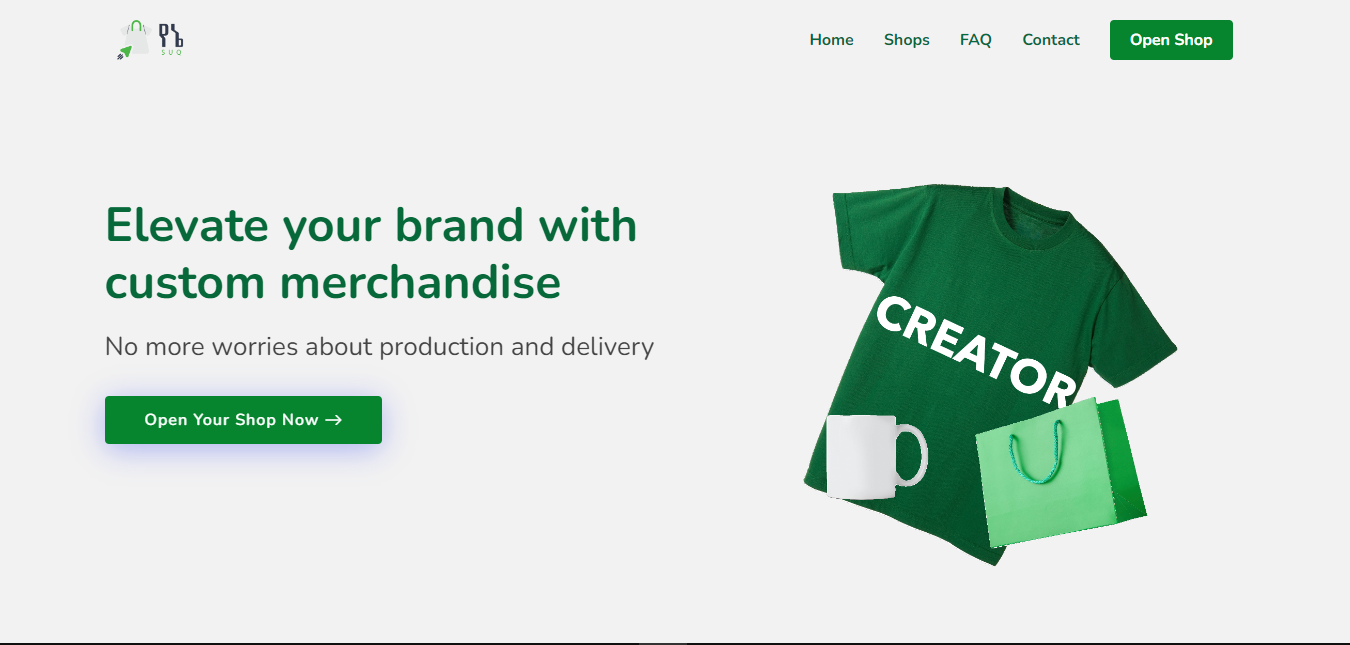 SUQ
Home Shops FAQ Contact Open Shop
Elevate your brand with
custom merchandise
No more worries about production and delivery
Open Your Shop Now →
CREATOR